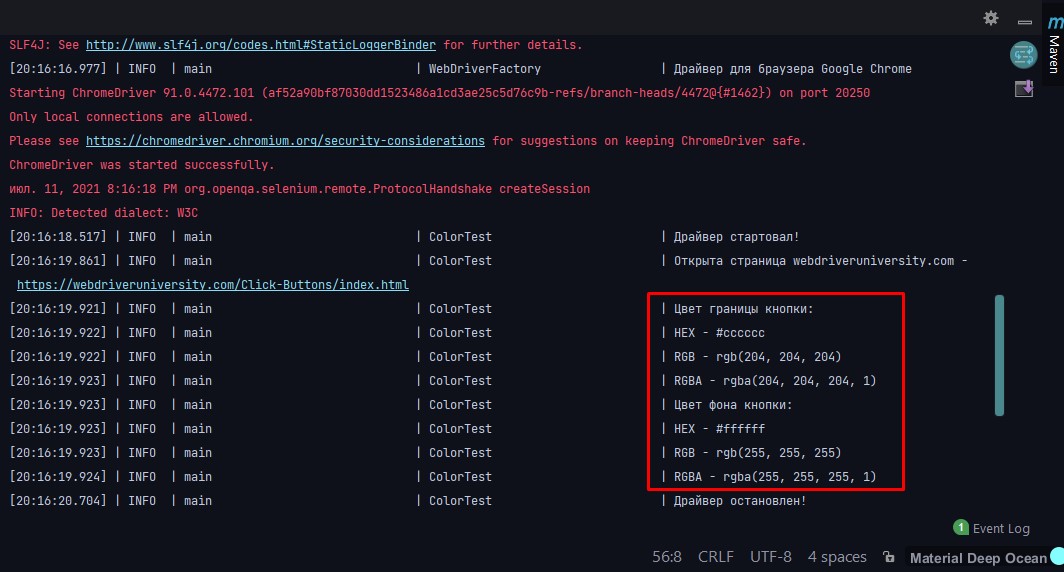 SLF4J: See http://www.slf4j.org/codes.html#StaticLoggerBinder for further details.
[20:16:16.977] | INFO | main | WebDriverFactory | Драйвер для браузера Google Chrome
Starting ChromeDriver 91.0.4472.101 (af52a90bf87030dd1523486a1cd3ae25c5d76c9b-refs/branch-heads/4472@{#1462}) on port 20250
Only local connections are allowed.
Please see https://chromedriver.chromium.org/security-considerations for suggestions on keeping ChromeDriver safe.
ChromeDriver was started successfully.
июл. 11, 2021 8:16:18 PM org.openqa.selenium.remote.ProtocolHandshake createSession
INFO: Detected dialect: W3C
[20:16:18.517] | INFO | main | ColorTest | Драйвер стартовал!
[20:16:19.861] | INFO | main | ColorTest | Открыта страница webdriveruniversity.com -
https://webdriveruniversity.com/Click-Buttons/index.html
[20:16:19.921] | INFO | main | ColorTest | Цвет границы кнопки:
[20:16:19.922] | INFO | main | ColorTest | HEX - #cccccc
[20:16:19.922] | INFO | main | ColorTest | RGB - rgb(204, 204, 204)
[20:16:19.923] | INFO | main | ColorTest | RGBA - rgba(204, 204, 204, 1)
[20:16:19.923] | INFO | main | ColorTest | Цвет фона кнопки:
[20:16:19.923] | INFO | main | ColorTest | HEX - #ffffff
[20:16:19.923] | INFO | main | ColorTest | RGB - rgb(255, 255, 255)
[20:16:19.924] | INFO | main | ColorTest | RGBA - rgba(255, 255, 255, 1)
[20:16:20.704] | INFO | main | ColorTest | Драйвер остановлен!
m
Maven
1 Event Log
56:8 CRLF UTF-8 4 spaces Material Deep Ocean